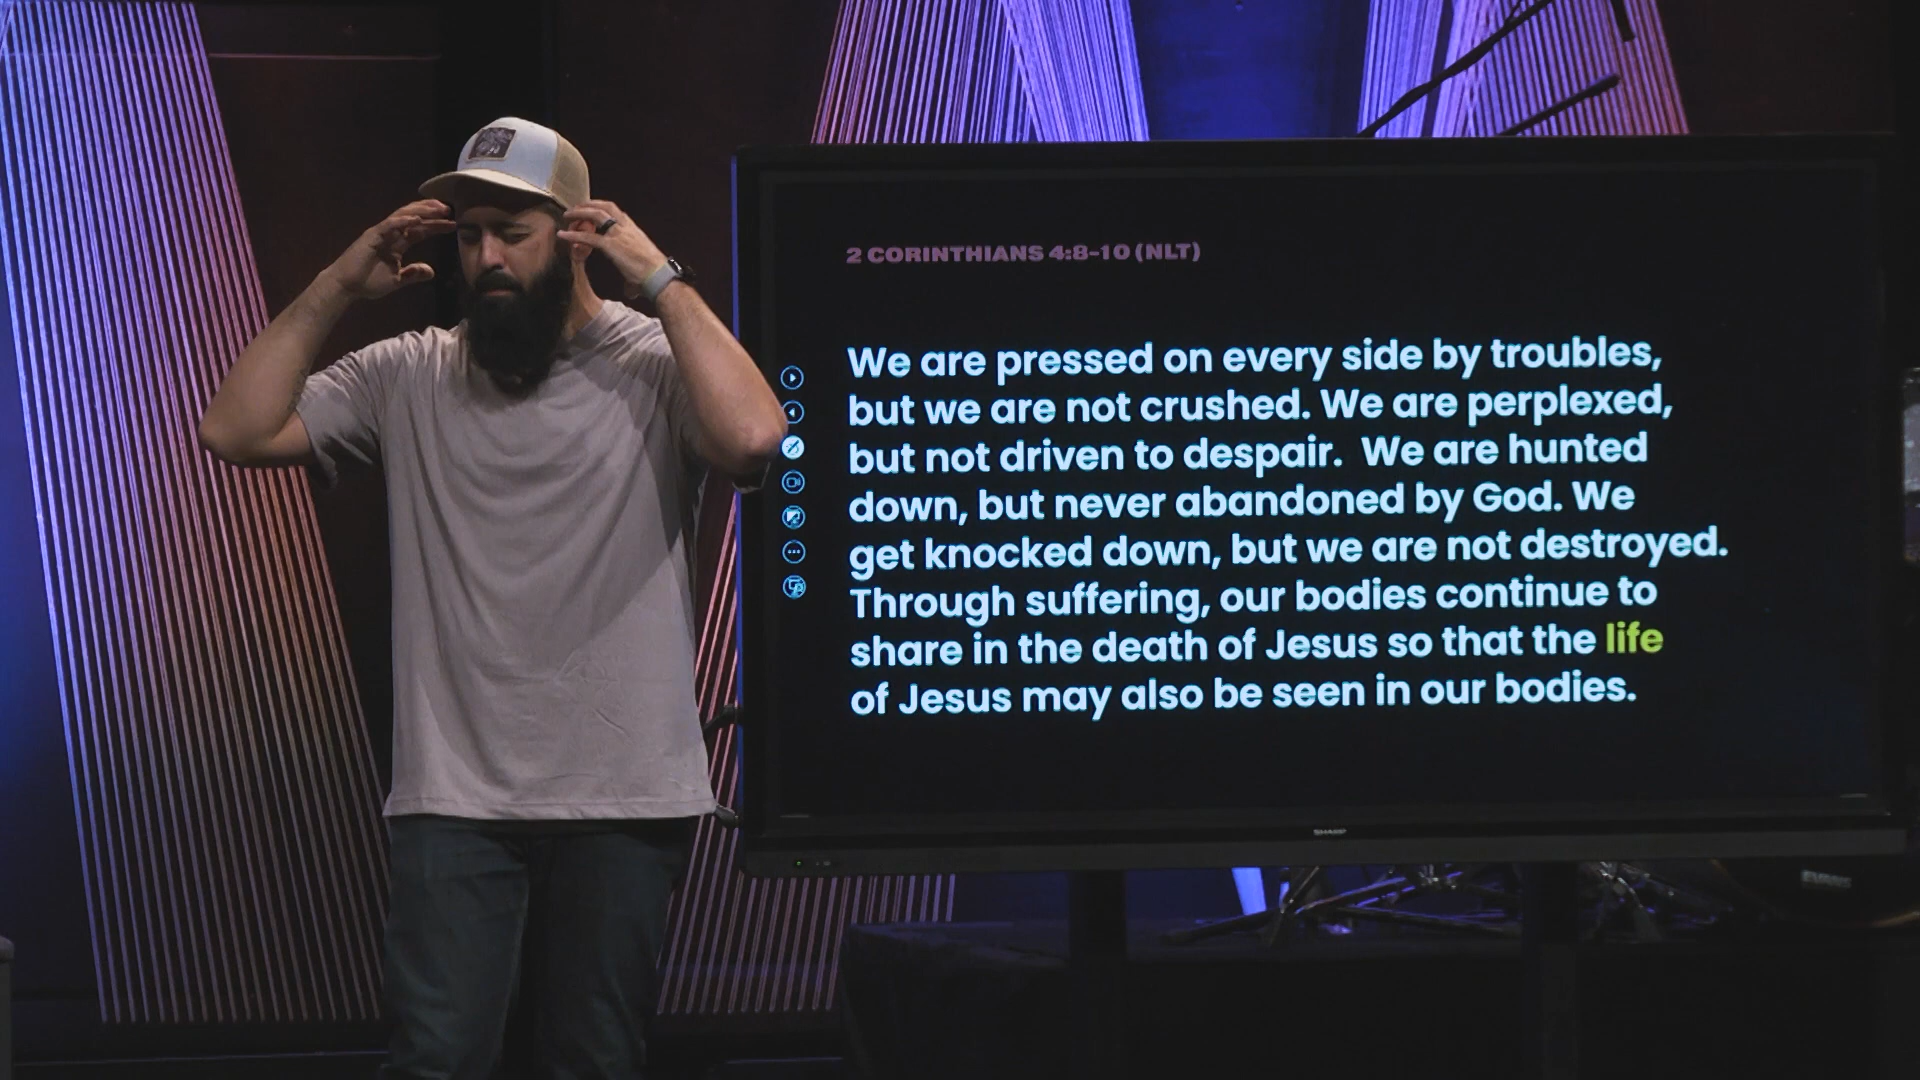 2 CORINTHIANS 4:8-10 (NLT)
We are pressed on every side by troubles,
but we are not crushed. We are perplexed,
but not driven to despair.  We are hunted
down, but never abandoned by God. We
get knocked down, but we are not destroyed.
Through suffering, our bodies continue to
share in the death of Jesus so that the life
of Jesus may also be seen in our bodies.
SHARP
EVANS